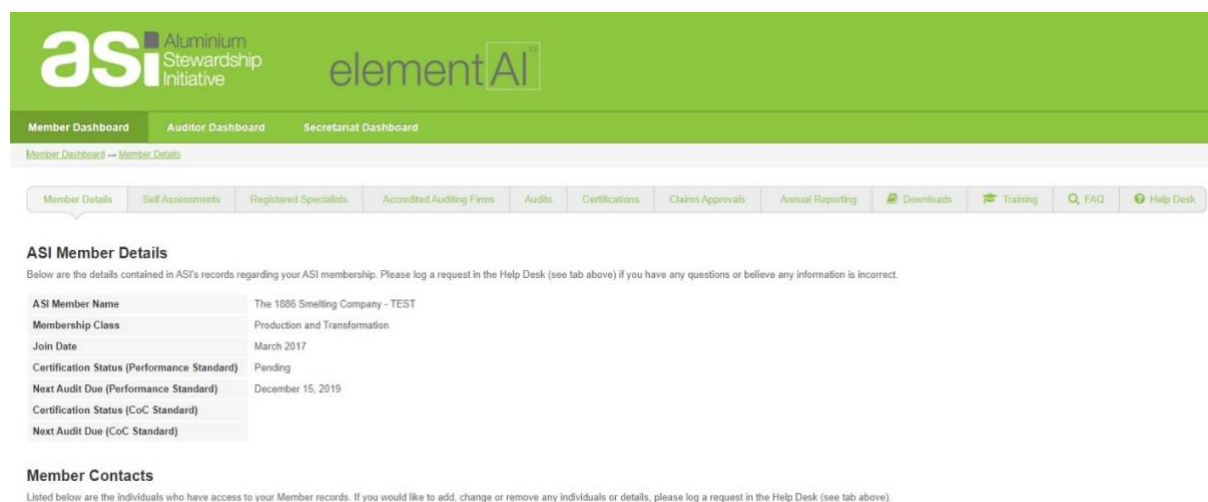 asi Aluminium
Stewardship
Initiative
elementAl¹³
Member Dashboard Auditor Dashboard Secretariat Dashboard
Member Dashboard → Member Details
Member Details Self Assessments Registered Specialists Accredited Auditing Firms Audits Certifications Claims Approvals Annual Reporting Downloads Training FAQ Help Desk
ASI Member Details
Below are the details contained in ASI's records regarding your ASI membership. Please log a request in the Help Desk (see tab above) if you have any questions or believe any information is incorrect.
ASI Member Name The 1886 Smelting Company - TEST
Membership Class Production and Transformation
Join Date March 2017
Certification Status (Performance Standard) Pending
Next Audit Due (Performance Standard) December 15, 2019
Certification Status (CoC Standard)
Next Audit Due (CoC Standard)
Member Contacts
Listed below are the individuals who have access to your Member records. If you would like to add, change or remove any individuals or details, please log a request in the Help Desk (see tab above).